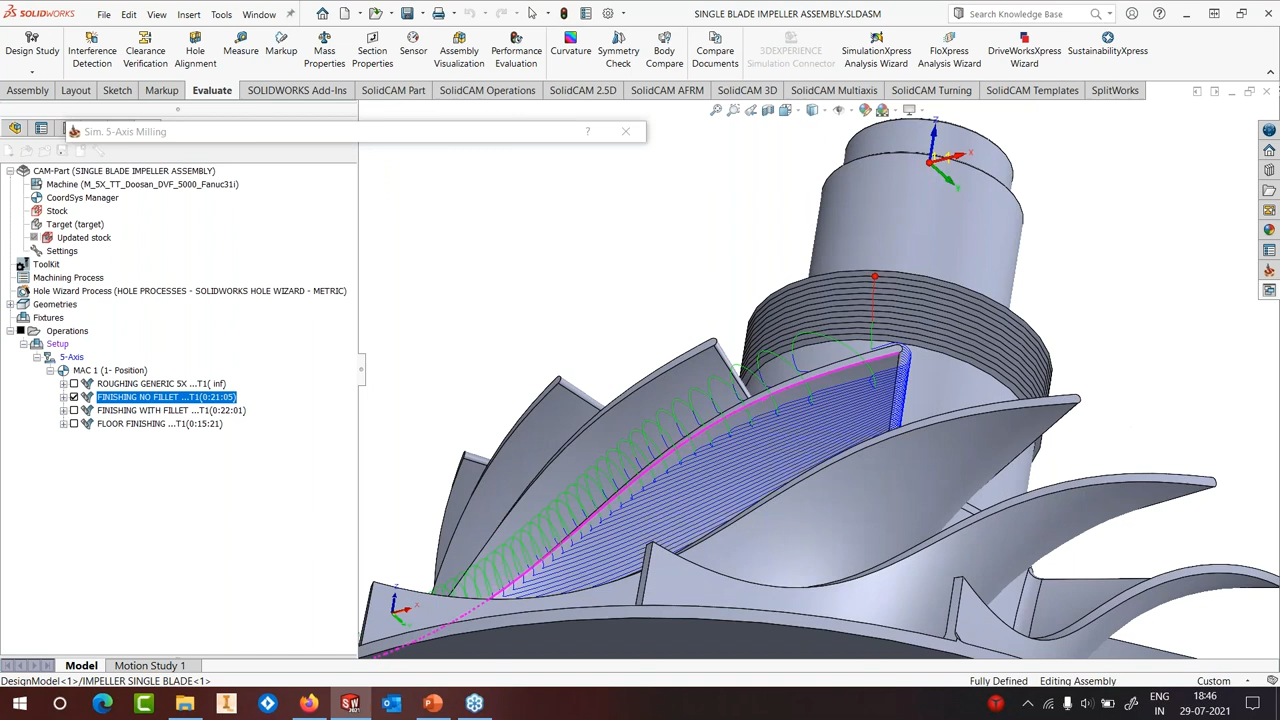 SOLIDWORKS File Edit View Insert Tools Window SINGLE BLADE IMPELLER ASSEMBLY.SLDASM Search Knowledge Base
Design Study Interference Detection Clearance Verification Hole Alignment Measure Markup Mass Properties Section Properties Sensor Assembly Visualization Performance Evaluation Curvature Symmetry Check Body Compare Compare Documents 3DEXPERIENCE Simulation Connector SimulationXpress Analysis Wizard FloXpress Analysis Wizard DriveWorksXpress Wizard SustainabilityXpress
Assembly Layout Sketch Markup Evaluate SOLIDWORKS Add-Ins SolidCAM Part SolidCAM Operations SolidCAM 2.5D SolidCAM AFRM SolidCAM 3D SolidCAM Multiaxis SolidCAM Turning SolidCAM Templates SplitWorks
Sim. 5-Axis Milling ?
CAM-Part (SINGLE BLADE IMPELLER ASSEMBLY)
Machine (M_5X_TT_Doosan_DVF_5000_Fanuc31i)
CoordSys Manager
Stock
Target (target)
Updated stock
Settings
ToolKit
Machining Process
Hole Wizard Process (HOLE PROCESSES - SOLIDWORKS HOLE WIZARD - METRIC)
Geometries
Fixtures
Operations
Setup
5-Axis
MAC 1 (1- Position)
ROUGHING GENERIC 5X ...T1( inf)
FINISHING NO FILLET ...T1(0:21:05)
FINISHING WITH FILLET ...T1(0:22:01)
FLOOR FINISHING ...T1(0:15:21)
Z
X
Y
Z
X
Model Motion Study 1
DesignModel<1>/IMPELLER SINGLE BLADE<1> Fully Defined Editing Assembly Custom
ENG
IN
18:46
29-07-2021